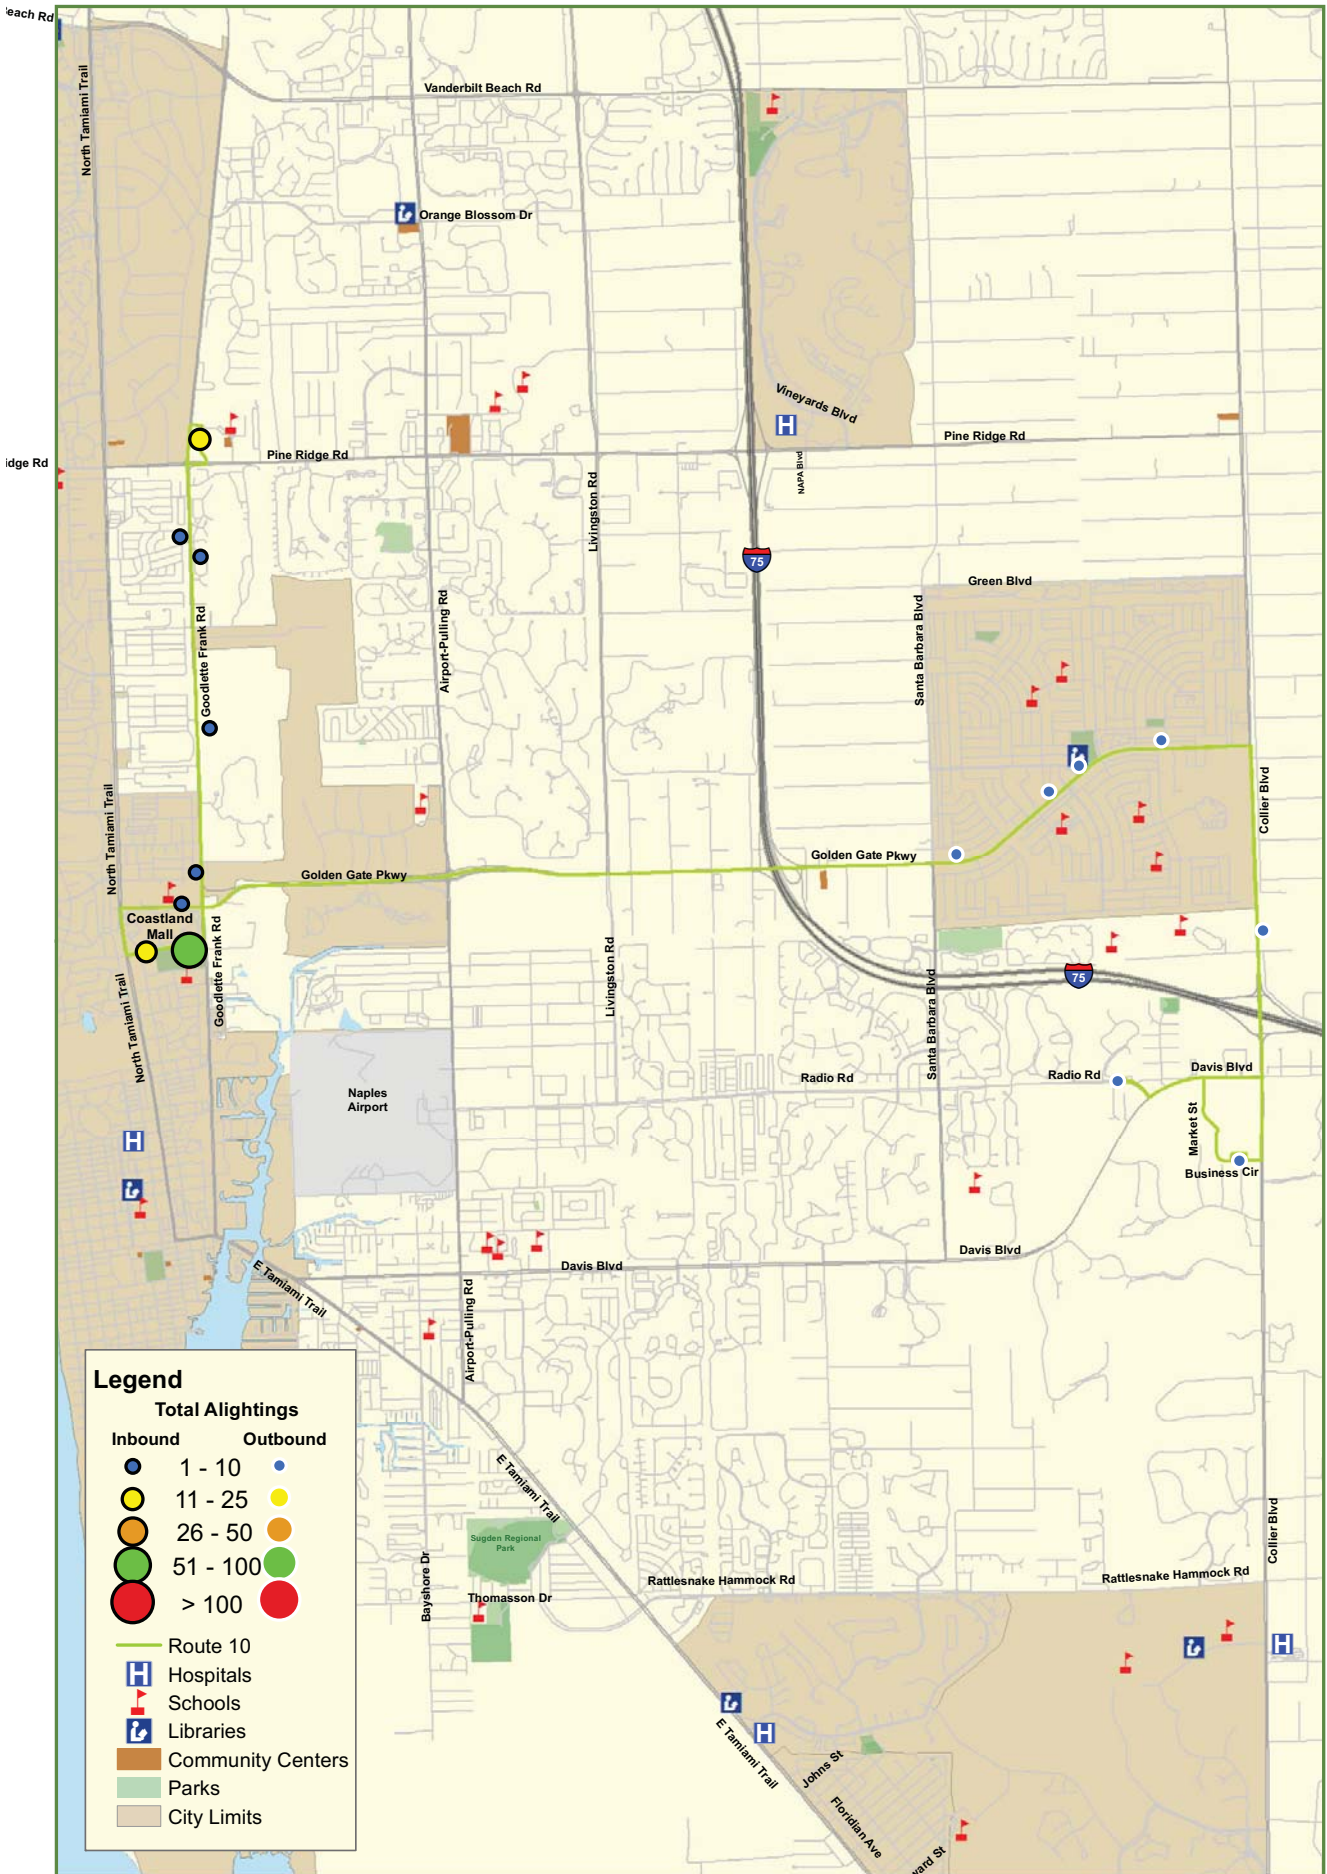 Beach Rd
North Tamiami Trail
Vanderbilt Beach Rd
Orange Blossom Dr
Vineyards Blvd
H
Pine Ridge Rd
idge Rd
Pine Ridge Rd
NAPA Blvd
Livingston Rd
75
Green Blvd
Santa Barbara Blvd
Airport-Pulling Rd
Goodlette Frank Rd
North Tamiami Trail
Collier Blvd
Golden Gate Pkwy
Golden Gate Pkwy
Coastland
Mall
Goodlette Frank Rd
Livingston Rd
North Tamiami Trail
Santa Barbara Blvd
75
Radio Rd
Radio Rd
Davis Blvd
Naples
Airport
Market St
H
Business Cir
Davis Blvd
Davis Blvd
E Tamiami Trail
Airport-Pulling Rd
Legend
Total Alightings
Inbound Outbound
1 - 10
11 - 25
26 - 50
51 - 100
> 100
Route 10
H Hospitals
Schools
Libraries
Community Centers
Parks
City Limits
E Tamiami Trail
Sugden Regional
Park
Bayshore Dr
Thomasson Dr
Rattlesnake Hammock Rd
Rattlesnake Hammock Rd
Collier Blvd
H
H
E Tamiami Trail
Johns St
Floridian Ave
ward St